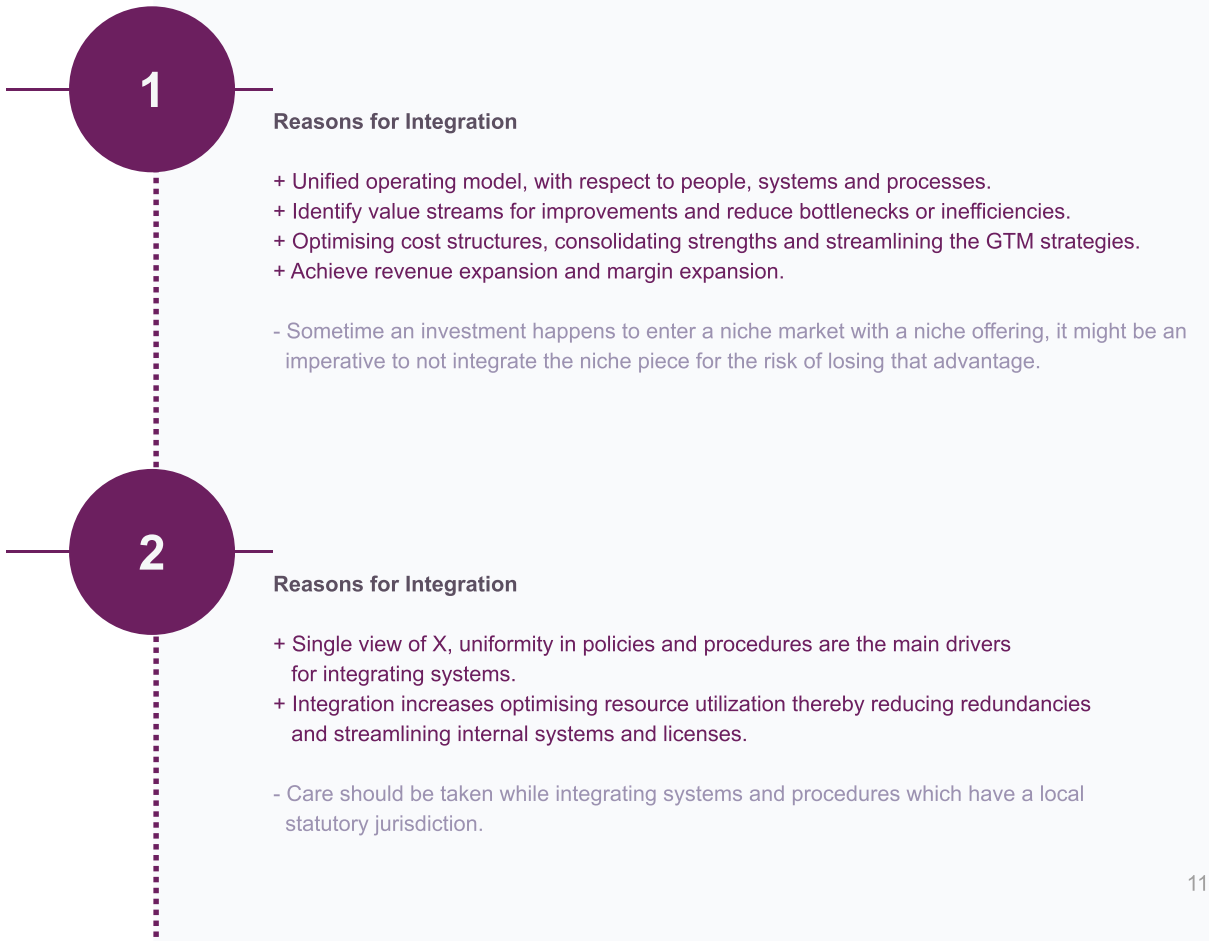 1
Reasons for Integration
+ Unified operating model, with respect to people, systems and processes.
+ Identify value streams for improvements and reduce bottlenecks or inefficiencies.
+ Optimising cost structures, consolidating strengths and streamlining the GTM strategies.
+ Achieve revenue expansion and margin expansion.
- Sometime an investment happens to enter a niche market with a niche offering, it might be an
imperative to not integrate the niche piece for the risk of losing that advantage.
2
Reasons for Integration
+ Single view of X, uniformity in policies and procedures are the main drivers
for integrating systems.
+ Integration increases optimising resource utilization thereby reducing redundancies
and streamlining internal systems and licenses.
- Care should be taken while integrating systems and procedures which have a local
statutory jurisdiction.
11